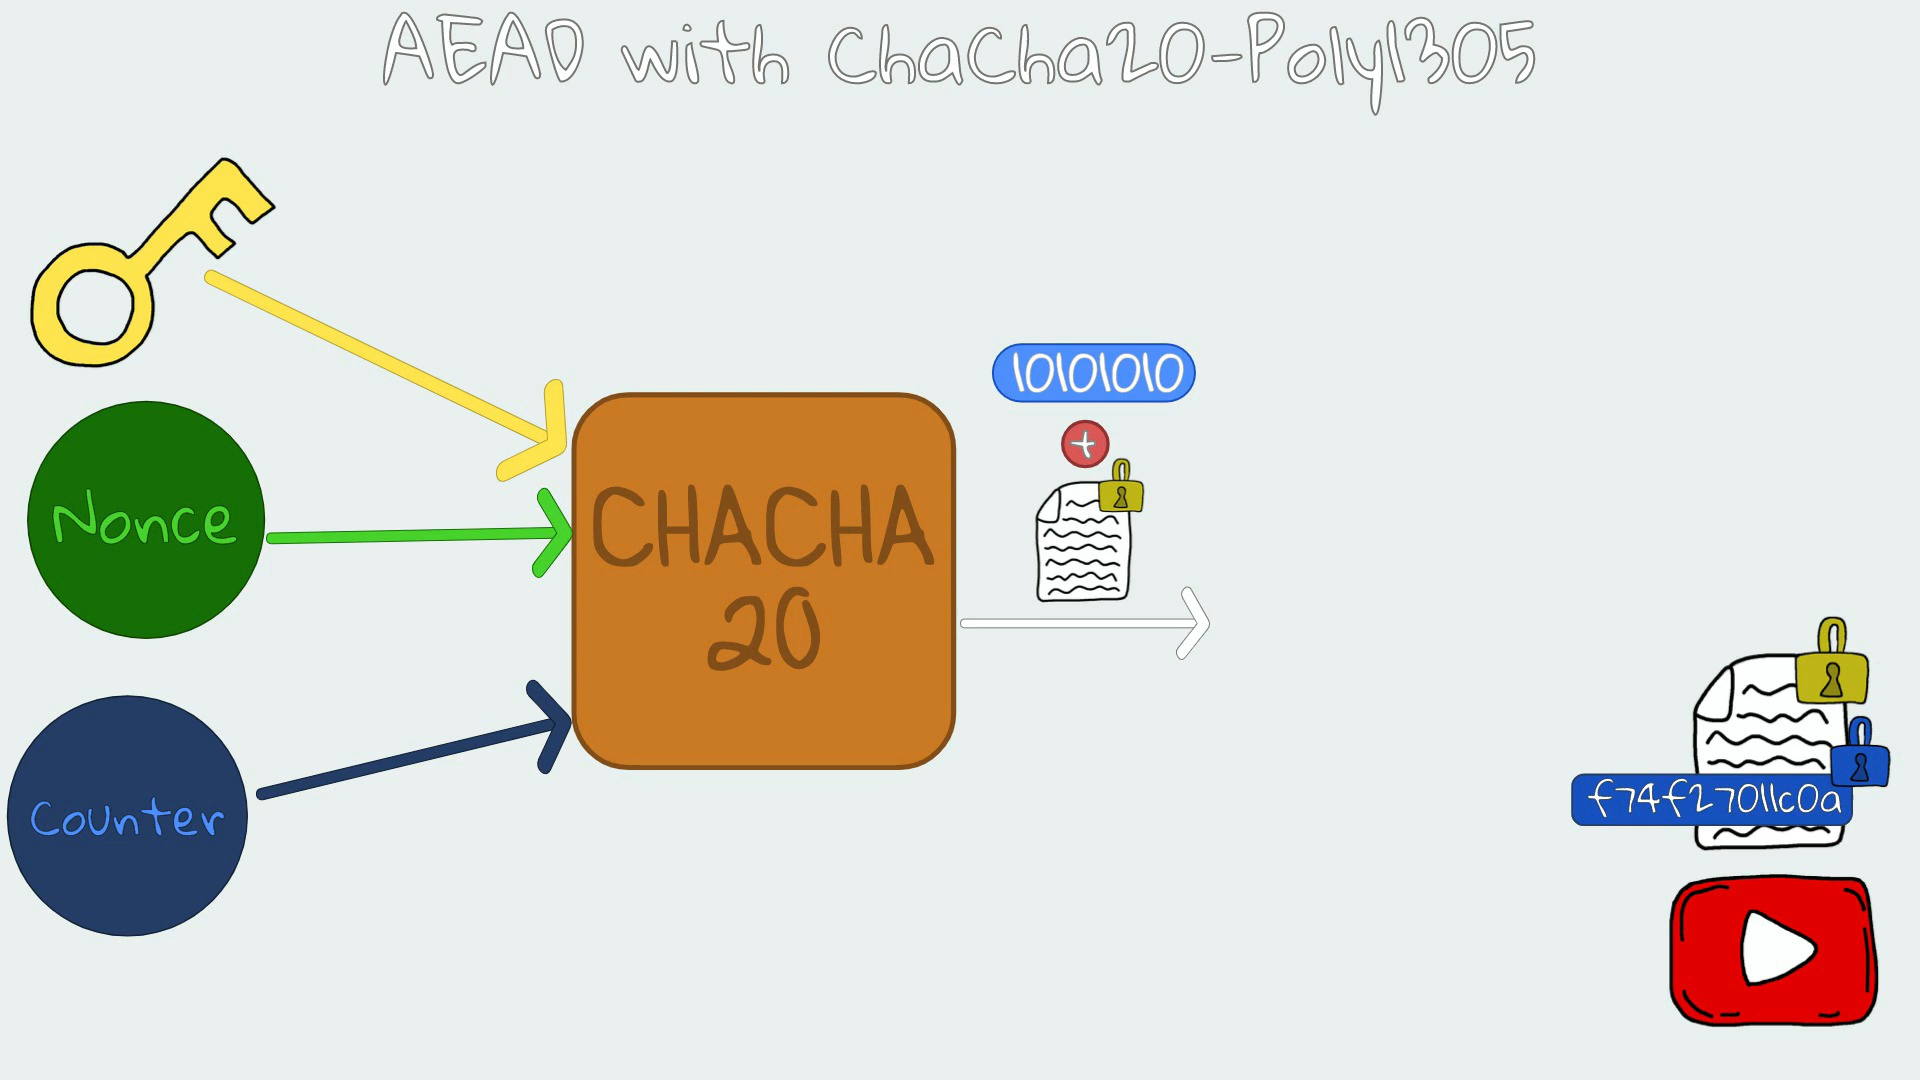 AEAD with ChaCha20-Poly1305
Nonce
Counter
CHACHA
20
10101010
+
f74f27011c0a